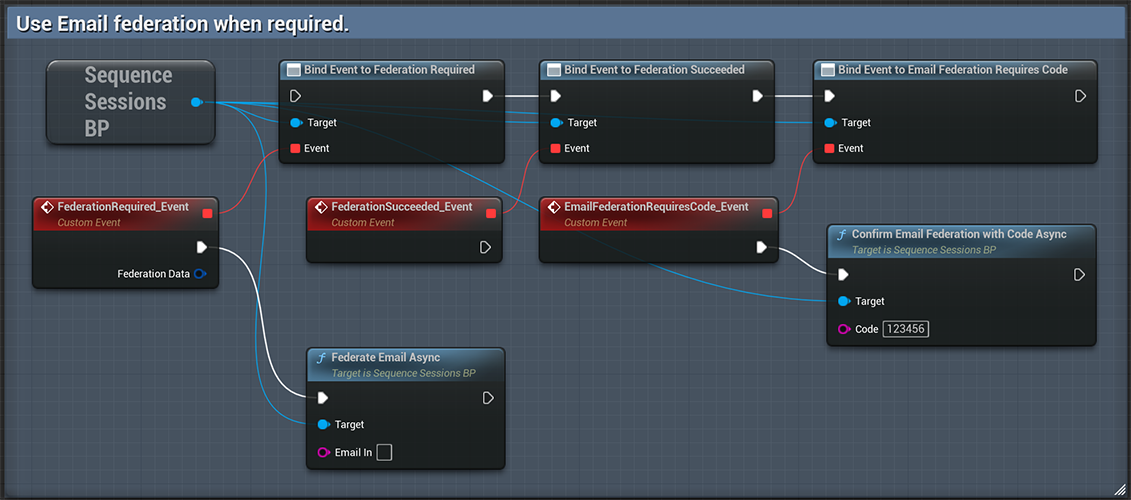 Use Email federation when required.
Sequence
Sessions
BP
Bind Event to Federation Required
Target
Event
Bind Event to Federation Succeeded
Target
Event
Bind Event to Email Federation Requires Code
Target
Event
FederationRequired_Event
Custom Event
Federation Data
FederationSucceeded_Event
Custom Event
EmailFederationRequiresCode_Event
Custom Event
Confirm Email Federation with Code Async
Target is Sequence Sessions BP
Target
Code 123456
Federate Email Async
Target is Sequence Sessions BP
Target
Email In